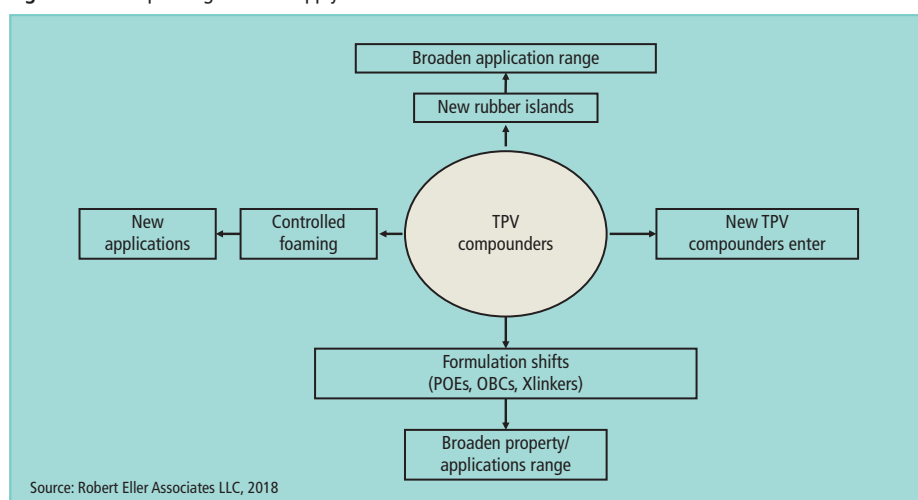 Broaden application range
New rubber islands
New
applications
Controlled
foaming
TPV
compounders
New TPV
compounders enter
Formulation shifts
(POEs, OBCs, Xlinkers)
Broaden property/
applications range
Source: Robert Eller Associates LLC, 2018